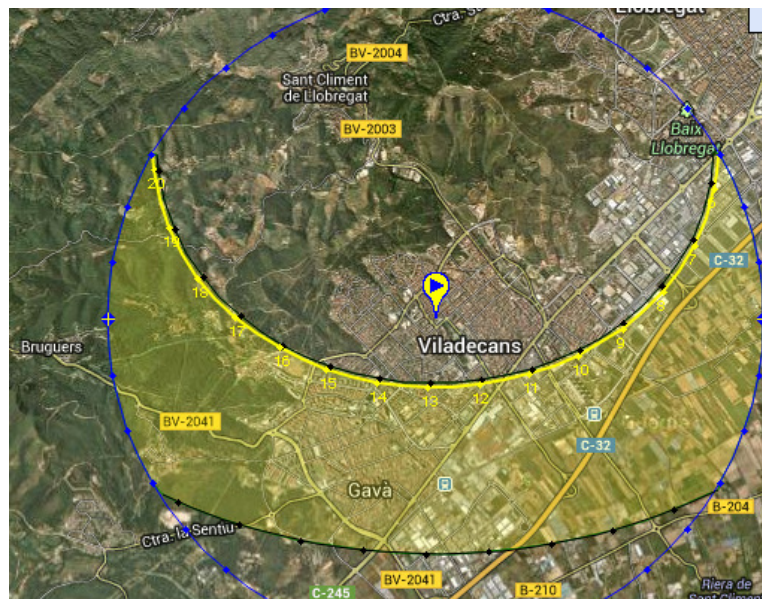 Llobregat
Ctra.
BV-2004
Sant Climent
de Llobregat
BV-2003
Baix
Llobregat
20
19
18
17
16
15
14
13
12
11
10
9
8
7
C-32
Viladecans
Bruguers
BV-2041
C-32
Gavà
Ctra.-la Sentiu
B-204
BV-2041
B-210
C-245
Riera de
Sant Climent